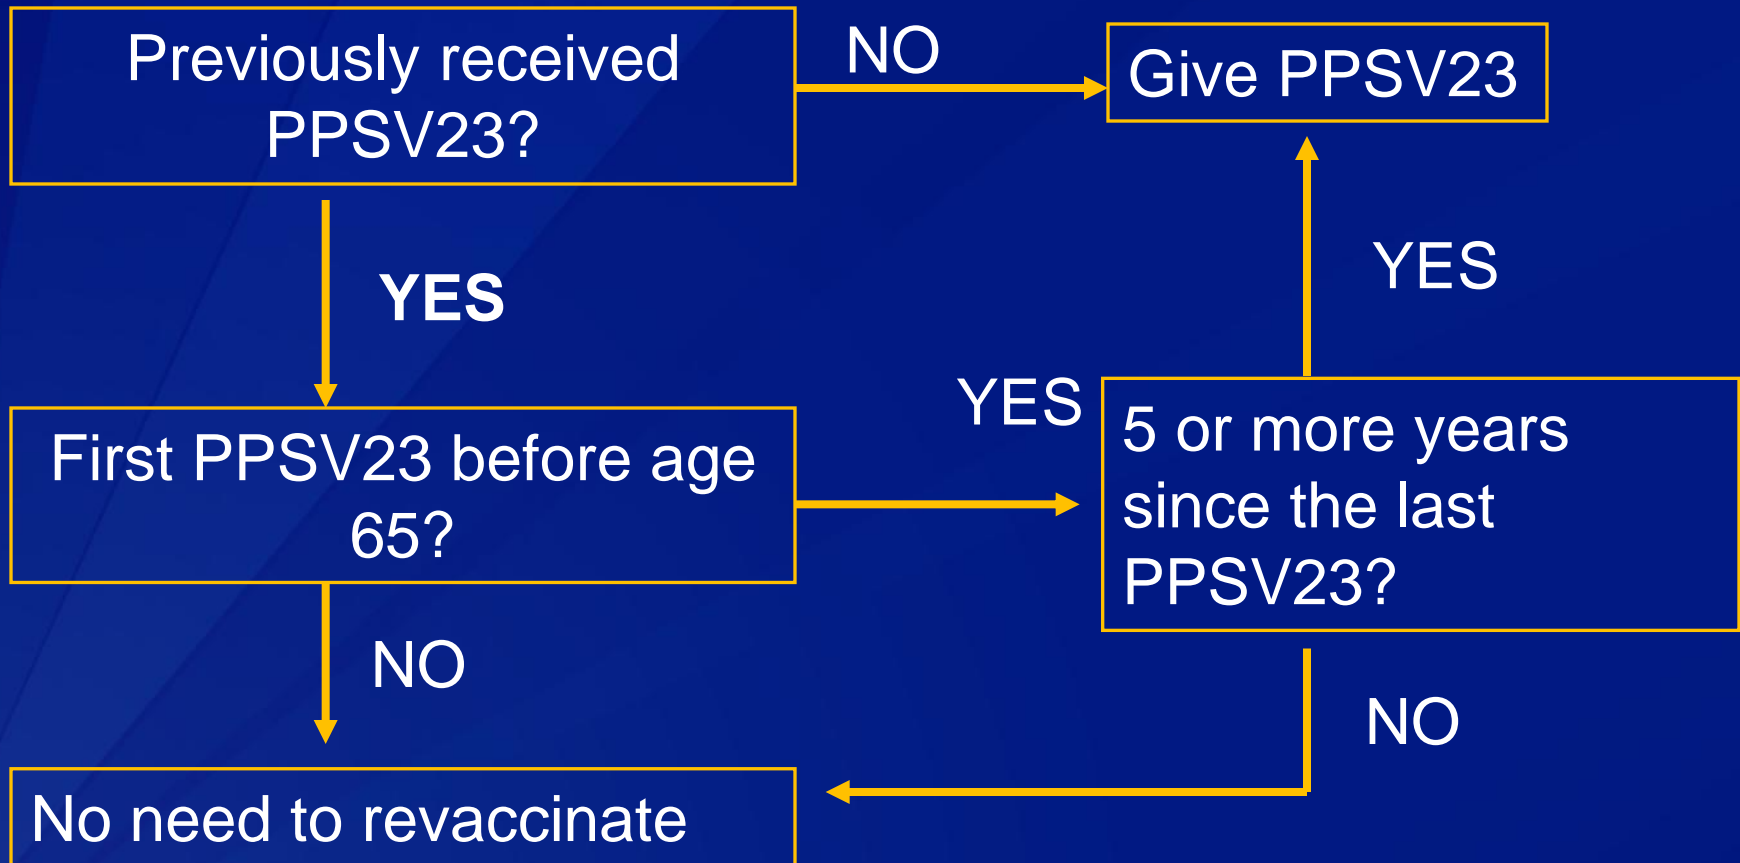 Previously received
PPSV23?
NO
Give PPSV23
YES
YES
First PPSV23 before age
65?
YES
5 or more years
since the last
PPSV23?
NO
NO
No need to revaccinate